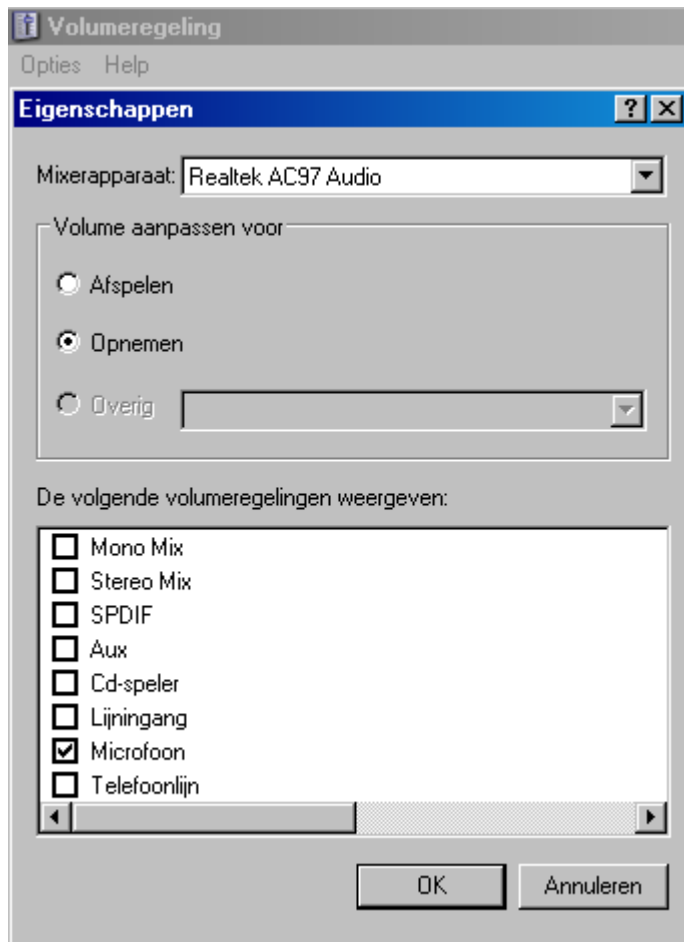 Volumeregeling
Opties Help
Eigenschappen
Mixerapparaat: Realtek AC97 Audio
Volume aanpassen voor
Afspelen
Opnemen
Overig
De volgende volumeregelingen weergeven:
Mono Mix
Stereo Mix
SPDIF
Aux
Cd-speler
Lijningang
Microfoon
Telefoonlijn
OK Annuleren